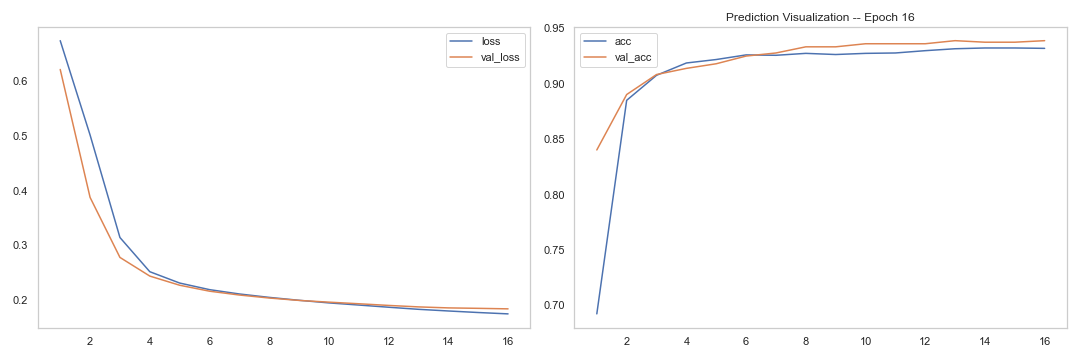 Prediction Visualization -- Epoch 16
loss
val_loss
0.6
0.5
0.4
0.3
0.2
2 4 6 8 10 12 14 16
acc
val_acc
0.95
0.90
0.85
0.80
0.75
0.70
2 4 6 8 10 12 14 16